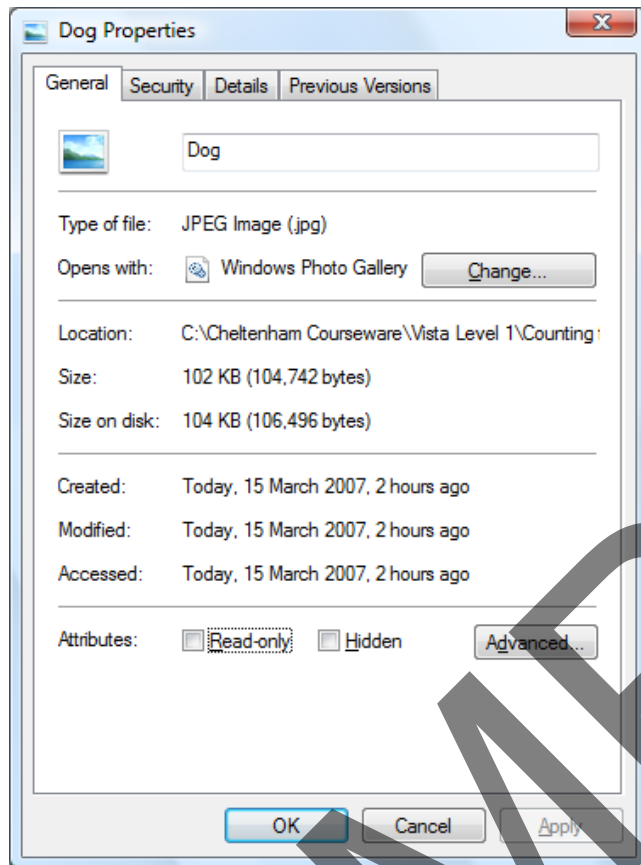 Dog Properties
General Security Details Previous Versions
Dog
Type of file: JPEG Image (.jpg)
Opens with: Windows Photo Gallery Change...
Location: C:\Cheltenham Courseware\Vista Level 1\Counting
Size: 102 KB (104,742 bytes)
Size on disk: 104 KB (106,496 bytes)
Created: Today, 15 March 2007, 2 hours ago
Modified: Today, 15 March 2007, 2 hours ago
Accessed: Today, 15 March 2007, 2 hours ago
Attributes: Read-only Hidden Advanced...
OK Cancel Apply